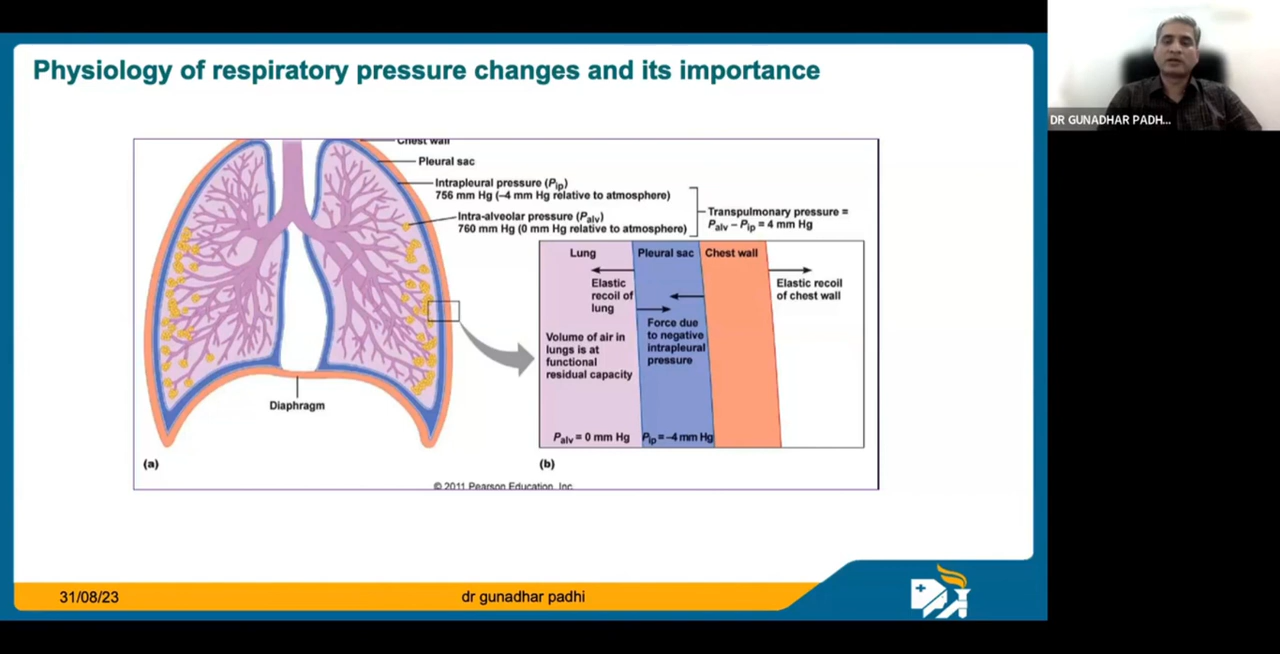 Physiology of respiratory pressure changes and its importance
DR GUNADHAR PADH...
Chest wall
Pleural sac
Intrapleural pressure (Pip)
756 mm Hg (–4 mm Hg relative to atmosphere)
Intra-alveolar pressure (Palv)
760 mm Hg (0 mm Hg relative to atmosphere)
Transpulmonary pressure =
Palv – Pip = 4 mm Hg
Lung
Pleural sac
Chest wall
Elastic
recoil of
lung
Elastic recoil
of chest wall
Force due
to negative
intrapleural
pressure
Volume of air in
lungs is at
functional
residual capacity
Palv = 0 mm Hg
Pip = –4 mm Hg
Diaphragm
(a)
(b)
© 2011 Pearson Education, Inc.
31/08/23
dr gunadhar padhi